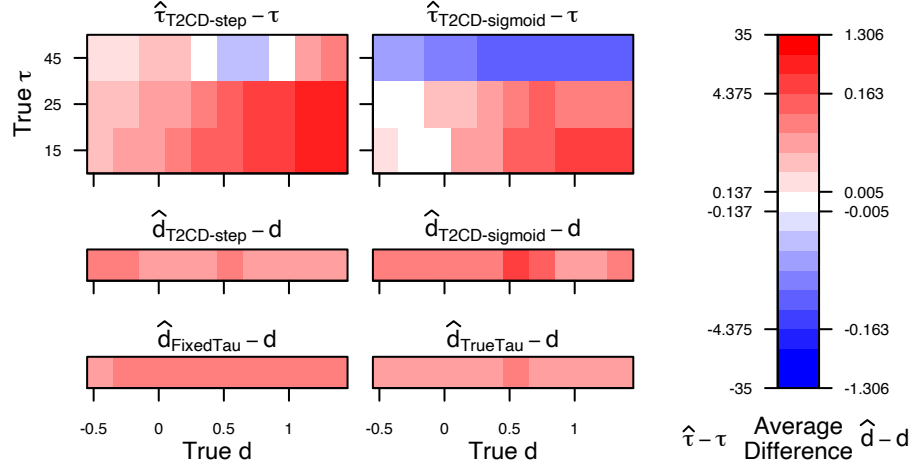 τ̂T2CD-step − τ
τ̂T2CD-sigmoid − τ
True τ
45
25
15
d̂T2CD-step − d
d̂T2CD-sigmoid − d
d̂FixedTau − d
d̂TrueTau − d
-0.5 0 0.5 1
-0.5 0 0.5 1
True d
True d
35 1.306
4.375 0.163
0.137 0.005
-0.137 -0.005
-4.375 -0.163
-35 -1.306
τ̂ − τ Average Difference d̂ − d